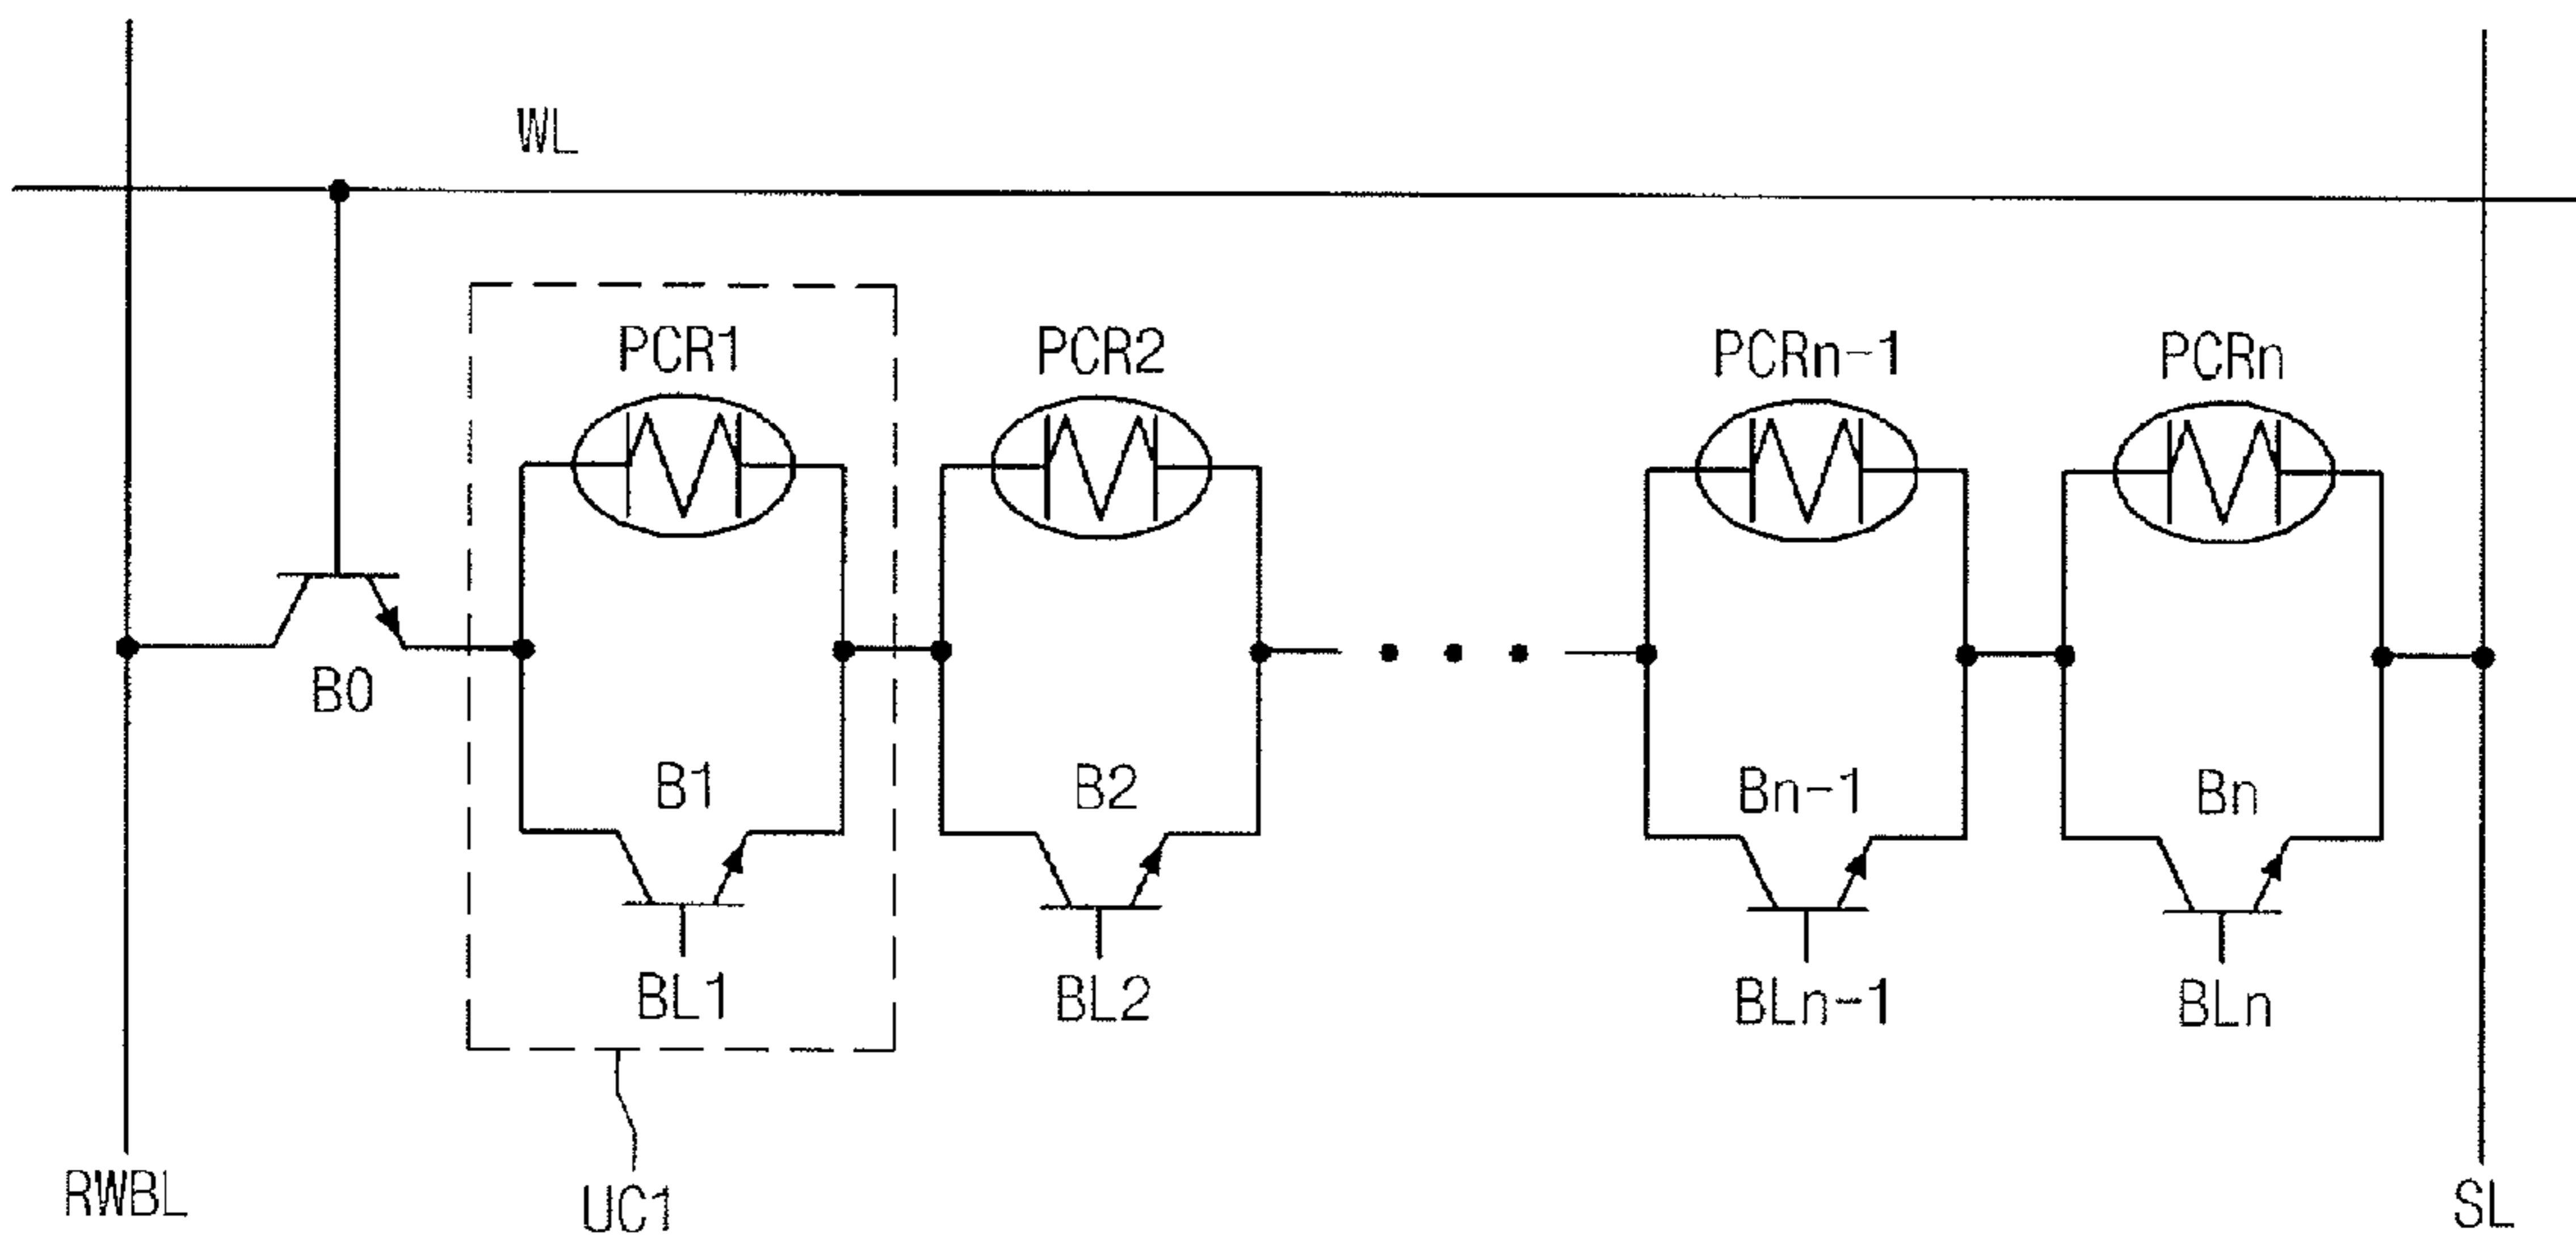 WL
PCR1 PCR2 PCRn-1 PCRn
B0
B1 B2 Bn-1 Bn
BL1 BL2 BLn-1 BLn
RWBL UC1 SL